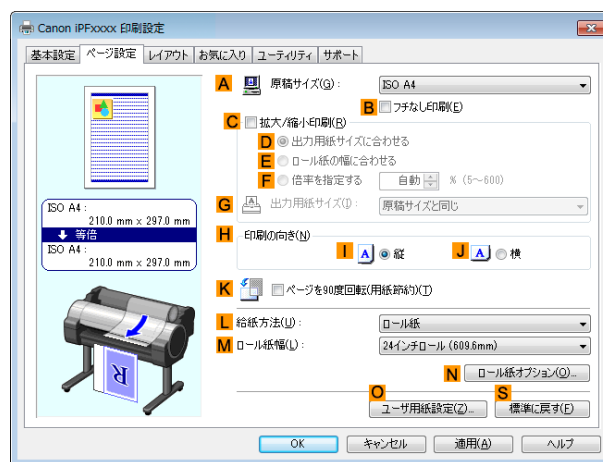 Canon iPFxxxx 印刷設定
基本設定 ページ設定 レイアウト お気に入り ユーティリティ サポート
A 原稿サイズ(G): ISO A4
B フチなし印刷(E)
C 拡大/縮小印刷(R)
D 出力用紙サイズに合わせる
E ロール紙の幅に合わせる
F 倍率を指定する 自動 % (5～600)
G A 出力用紙サイズ(I): 原稿サイズと同じ
ISO A4 :
210.0 mm x 297.0 mm
等倍
ISO A4 :
210.0 mm x 297.0 mm
H 印刷の向き(N)
I A 縦 J A 横
K ページを90度回転(用紙節約)(T)
L 給紙方法(U): ロール紙
M ロール紙幅(L): 24インチロール (609.6mm)
R
N ロール紙オプション(O)...
O ユーザ用紙設定(Z)... S 標準に戻す(F)
OK キャンセル 適用(A) ヘルプ